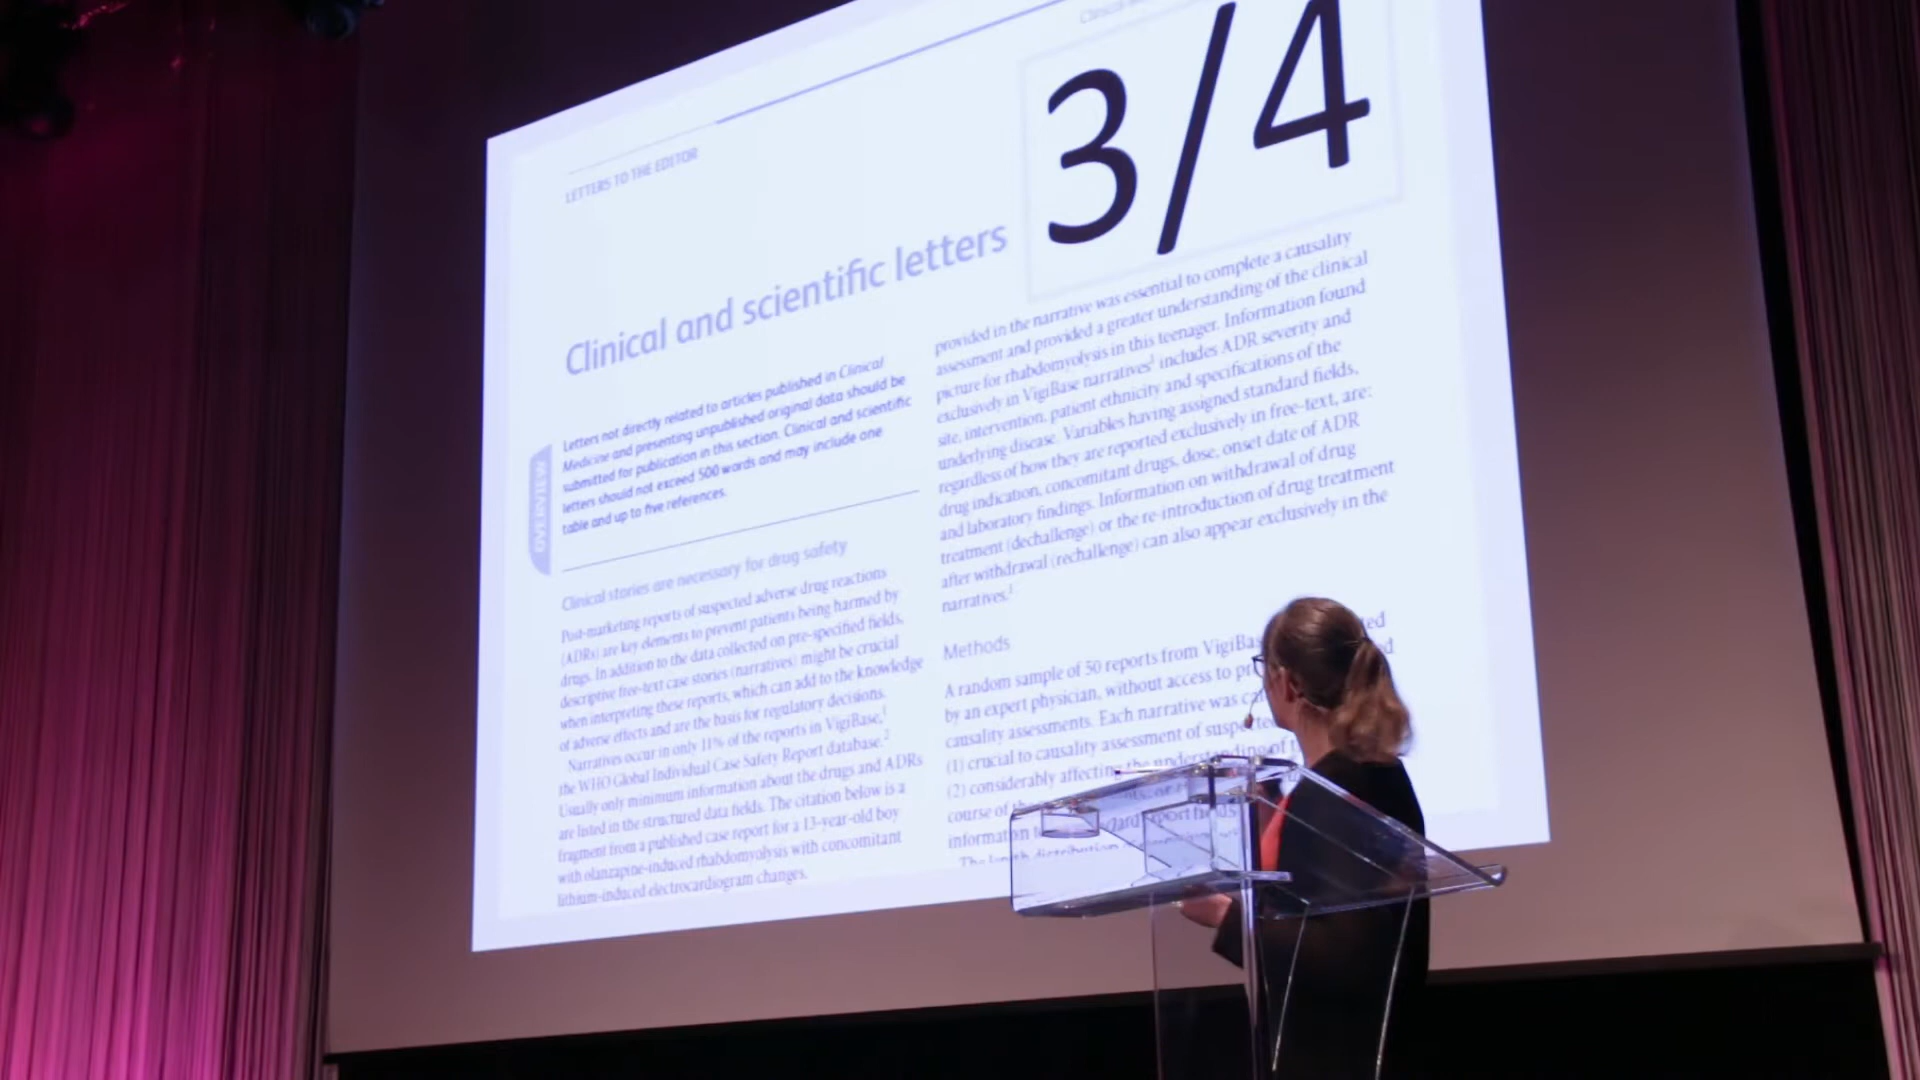 3/4
LETTERS TO THE EDITOR
Clinical and scientific letters
OVERVIEW
Letters not directly related to articles published in Clinical
Medicine and presenting unpublished original data should be
submitted for publication in this section. Clinical and scientific
letters should not exceed 500 words and may include one
table and up to five references.
Clinical stories are necessary for drug safety
Post-marketing reports of suspected adverse drug reactions
(ADRs) are key elements to prevent patients being harmed by
drugs. In addition to the data collected on pre-specified fields,
descriptive free-text case stories (narratives) might be crucial
when interpreting these reports, which can add to the knowledge
of adverse effects and are the basis for regulatory decisions.
Narratives occur in only 11% of the reports in VigiBase,1
the WHO Global Individual Case Safety Report database.2
Usually only minimum information about the drugs and ADRs
are listed in the structured data fields. The citation below is a
fragment from a published case report for a 13-year-old boy
with olanzapine-induced rhabdomyolysis with concomitant
lithium-induced electrocardiogram changes.
provided in the narrative was essential to complete a causality
assessment and provided a greater understanding of the clinical
picture for rhabdomyolysis in this teenager. Information found
exclusively in VigiBase narratives1 includes ADR severity and
site, intervention, patient ethnicity and specifications of the
underlying disease. Variables having assigned standard fields,
regardless of how they are reported exclusively in free-text, are:
drug indication, concomitant drugs, dose, onset date of ADR
and laboratory findings. Information on withdrawal of drug
treatment (dechallenge) or the re-introduction of drug treatment
after withdrawal (rechallenge) can also appear exclusively in the
narratives.1
Methods
A random sample of 50 reports from
by an expert physician, without access to
causality assessments. Each narrative was
(1) crucial to causality assessment of
(2) considerably affecting the understanding of
course of
The length distribution